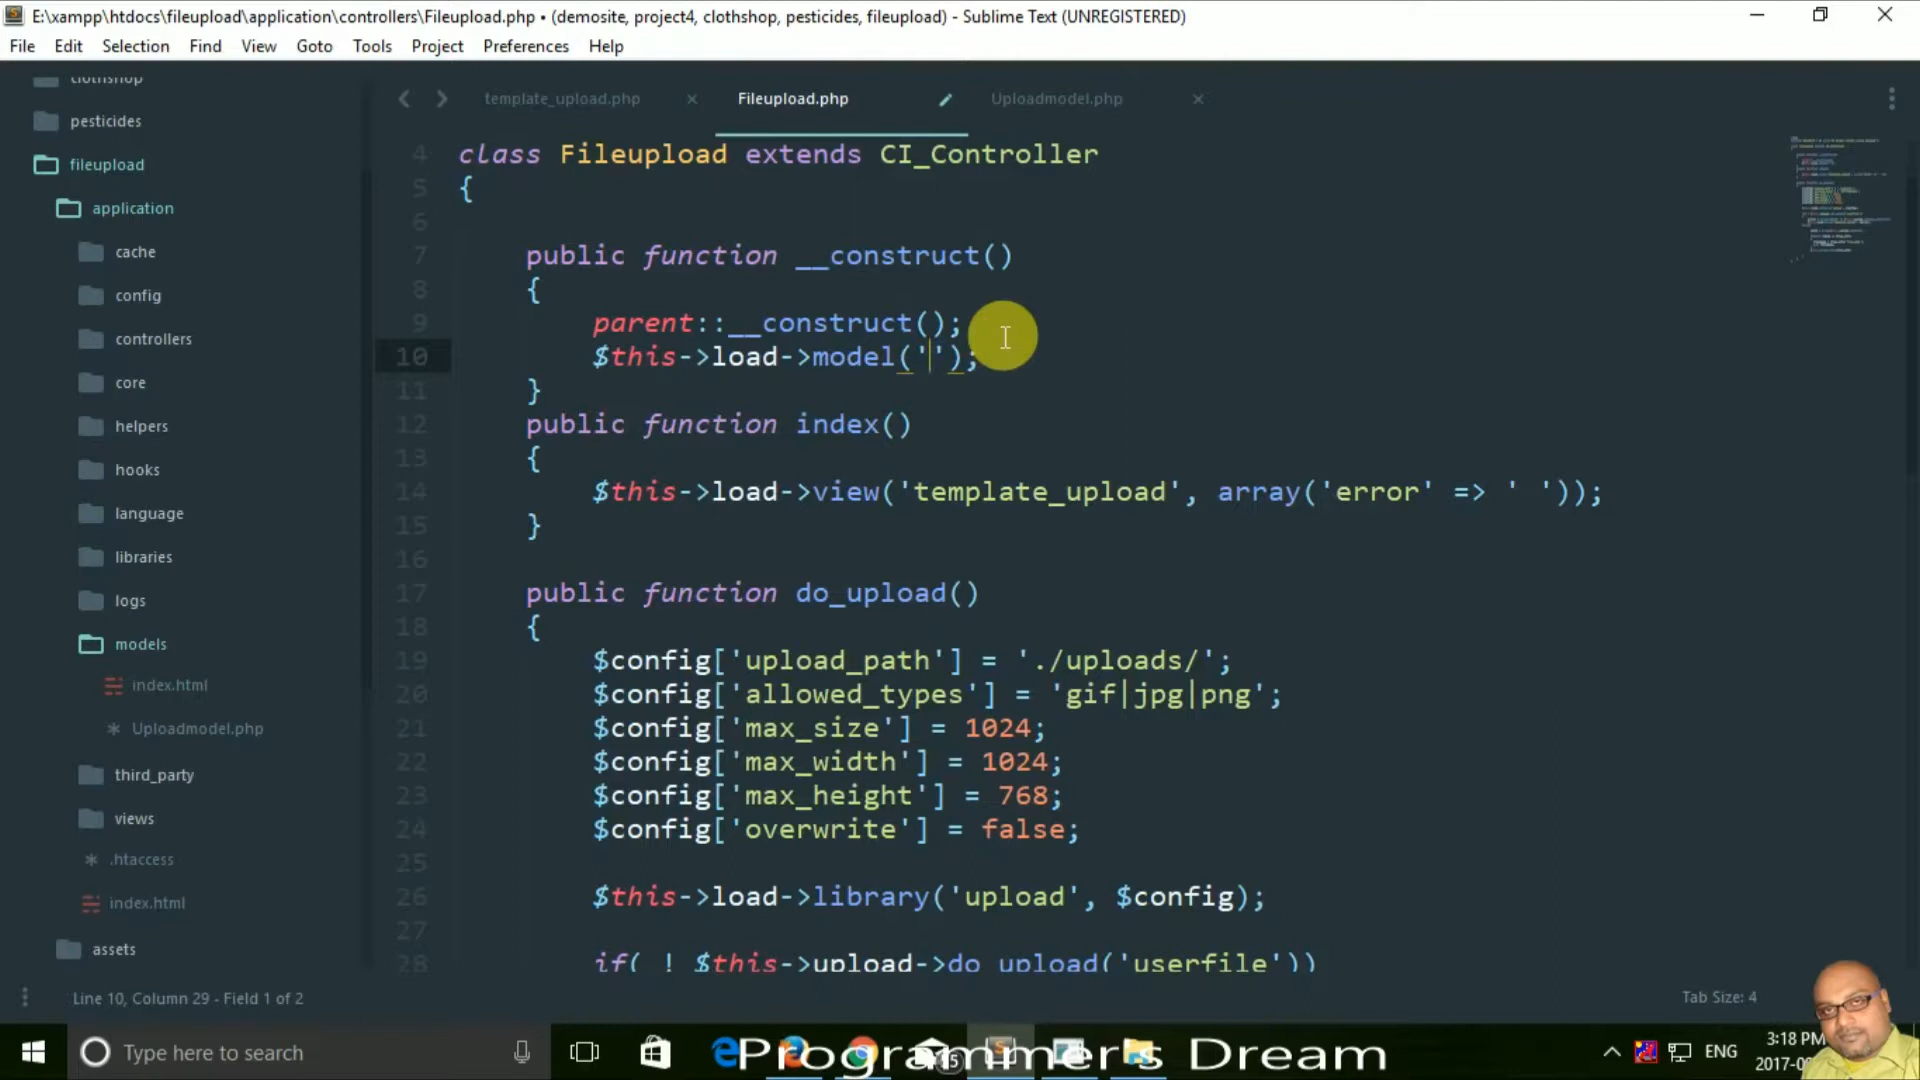 E:\xampp\htdocs\fileupload\application\controllers\Fileupload.php • (demosite, project4, clothshop, pesticides, fileupload) - Sublime Text (UNREGISTERED)
File Edit Selection Find View Goto Tools Project Preferences Help
clothshop
pesticides
fileupload
application
cache
config
controllers
core
helpers
hooks
language
libraries
logs
models
index.html
Uploadmodel.php
third_party
views
.htaccess
index.html
assets
template_upload.php Fileupload.php Uploadmodel.php
4 class Fileupload extends CI_Controller
5 {
6
7 public function __construct()
8 {
9 parent::__construct();
10 $this->load->model('');
11 }
12 public function index()
13 {
14 $this->load->view('template_upload', array('error' => ' '));
15 }
16
17 public function do_upload()
18 {
19 $config['upload_path'] = './uploads/';
20 $config['allowed_types'] = 'gif|jpg|png';
21 $config['max_size'] = 1024;
22 $config['max_width'] = 1024;
23 $config['max_height'] = 768;
24 $config['overwrite'] = false;
25
26 $this->load->library('upload', $config);
27
28 if( ! $this->upload->do_upload('userfile'))
Line 10, Column 29 - Field 1 of 2
Tab Size: 4
Type here to search
Programmer's Dream
ENG
3:18 PM